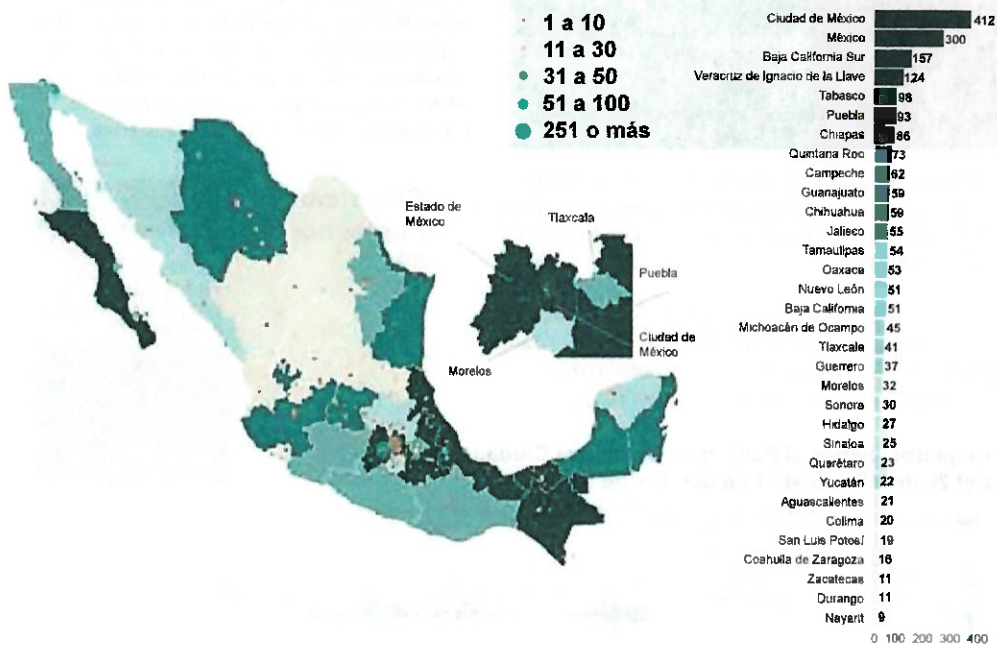 1 a 10
11 a 30
31 a 50
51 a 100
251 o más
Estado de
México
Tlaxcala
Puebla
Ciudad de
México
Morelos
Ciudad de México 412
México 300
Baja California Sur 157
Veracruz de Ignacio de la Llave 124
Tabasco 98
Puebla 93
Chiapas 86
Quintana Roo 73
Campeche 62
Guanajuato 59
Chihuahua 59
Jalisco 55
Tamaulipas 54
Oaxaca 53
Nuevo León 51
Baja California 51
Michoacán de Ocampo 45
Tlaxcala 41
Guerrero 37
Morelos 32
Sonora 30
Hidalgo 27
Sinaloa 25
Querétaro 23
Yucatán 22
Aguascalientes 21
Colima 20
San Luis Potosí 19
Coahuila de Zaragoza 16
Zacatecas 11
Durango 11
Nayarit 9
0 100 200 300 400